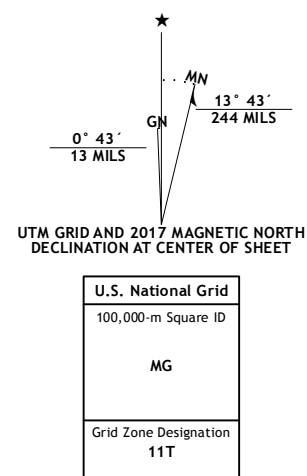 ★
MN
GN
13° 43´
244 MILS
0° 43´
13 MILS
UTM GRID AND 2017 MAGNETIC NORTH
DECLINATION AT CENTER OF SHEET
U.S. National Grid
100,000-m Square ID
MG
Grid Zone Designation
11T